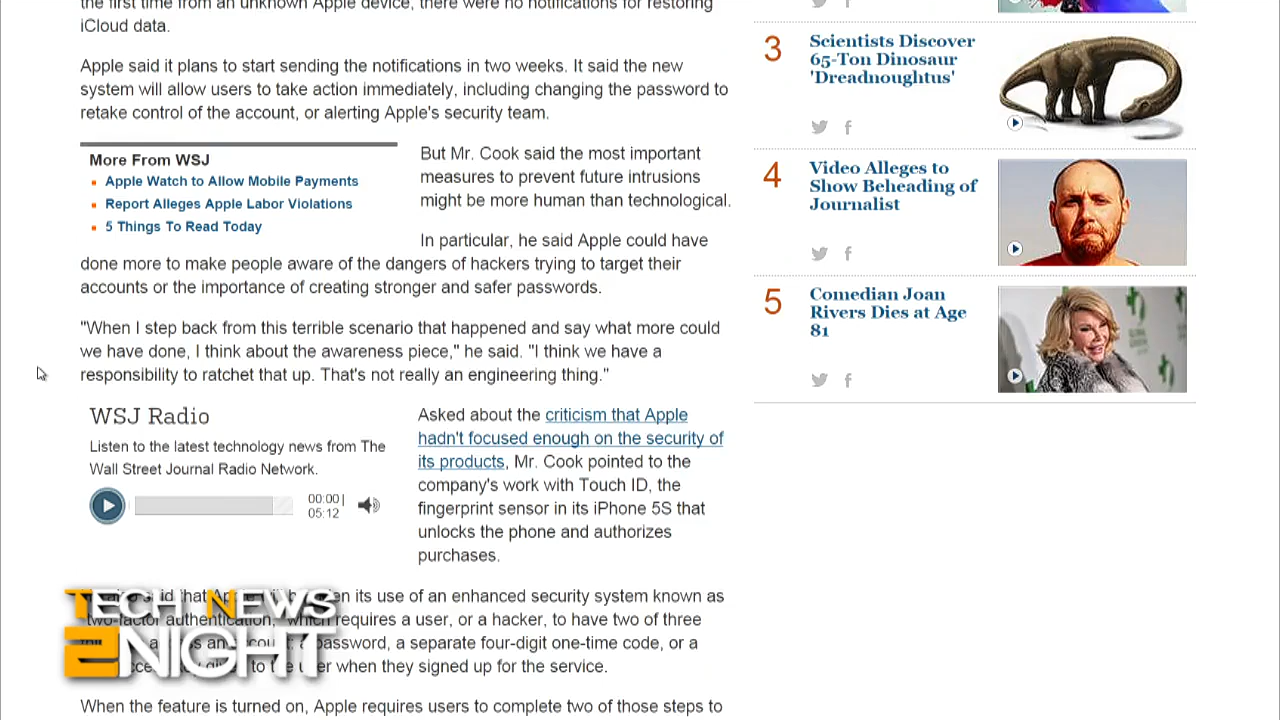 the first time from an unknown Apple device, there were no notifications for restoring
iCloud data.
Apple said it plans to start sending the notifications in two weeks. It said the new
system will allow users to take action immediately, including changing the password to
retake control of the account, or alerting Apple's security team.
More From WSJ
Apple Watch to Allow Mobile Payments
Report Alleges Apple Labor Violations
5 Things To Read Today
But Mr. Cook said the most important
measures to prevent future intrusions
might be more human than technological.
In particular, he said Apple could have
done more to make people aware of the dangers of hackers trying to target their
accounts or the importance of creating stronger and safer passwords.
"When I step back from this terrible scenario that happened and say what more could
we have done, I think about the awareness piece," he said. "I think we have a
responsibility to ratchet that up. That's not really an engineering thing."
WSJ Radio
Listen to the latest technology news from The
Wall Street Journal Radio Network.
00:00|
05:12
Asked about the criticism that Apple
hadn't focused enough on the security of
its products, Mr. Cook pointed to the
company's work with Touch ID, the
fingerprint sensor in its iPhone 5S that
unlocks the phone and authorizes
purchases.
that its use of an enhanced security system known as
"two-factor authentication," which requires a user, or a hacker, to have two of three
password, a separate four-digit one-time code, or a
to the user when they signed up for the service.
When the feature is turned on, Apple requires users to complete two of those steps to
TECH NEWS
2NIGHT
3
Scientists Discover
65-Ton Dinosaur
'Dreadnoughtus'
4
Video Alleges to
Show Beheading of
Journalist
5
Comedian Joan
Rivers Dies at Age
81